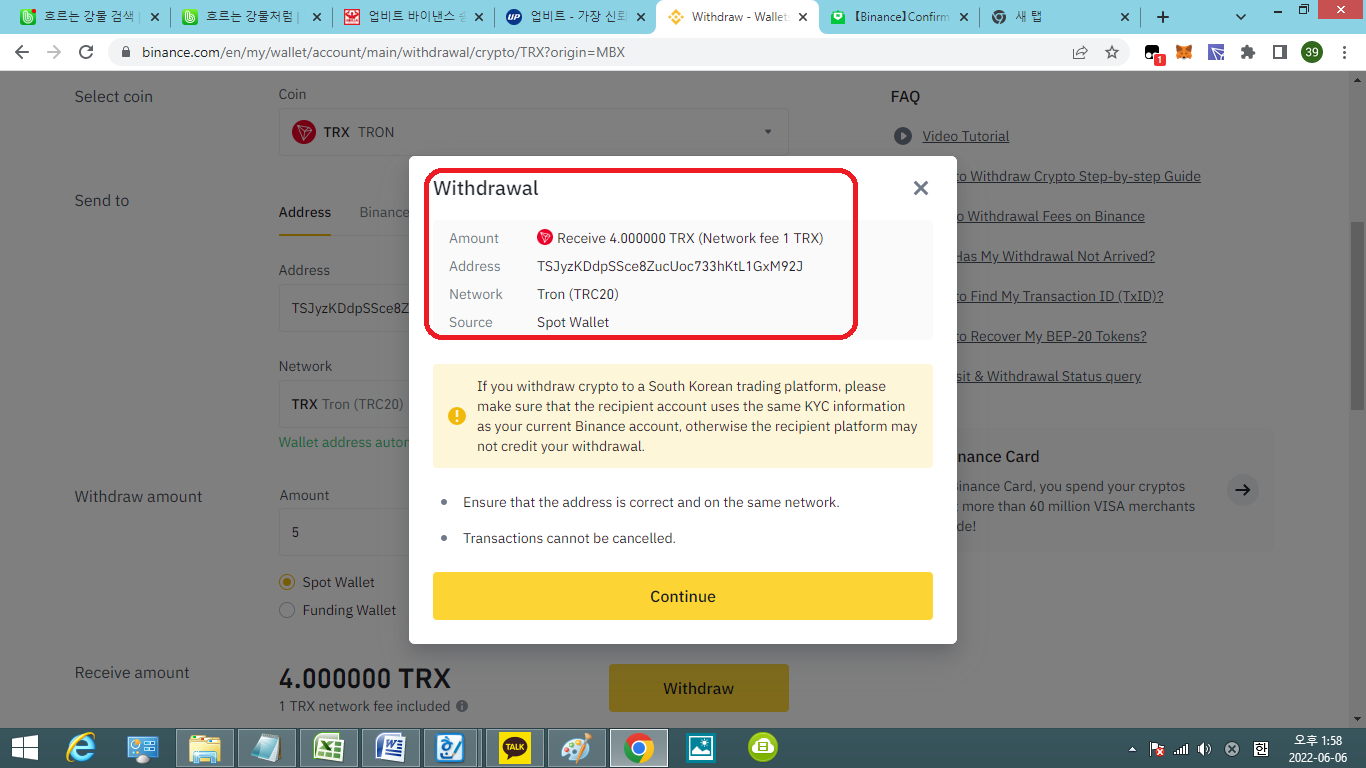 흐르는 강물 검색
흐르는 강물처럼
업비트 바이낸스
UP
업비트 - 가장 신뢰
Withdraw - Wallets
[Binance]Confirm
새 탭
binance.com/en/my/wallet/account/main/withdrawal/crypto/TRX?origin=MBX
1
39
Select coin
Coin
TRX TRON
FAQ
Video Tutorial
to Withdraw Crypto Step-by-step Guide
Send to
Address Binance
o Withdrawal Fees on Binance
Has My Withdrawal Not Arrived?
Address
TSJyzKDdpSSce8Z
to Find My Transaction ID (TxID)?
to Recover My BEP-20 Tokens?
Network
TRX Tron (TRC20)
sit & Withdrawal Status query
Wallet address autor
Withdrawal
Amount Receive 4.000000 TRX (Network fee 1 TRX)
Address TSJyzKDdpSSce8ZucUoc733hKtL1GxM92J
Network Tron (TRC20)
Source Spot Wallet
If you withdraw crypto to a South Korean trading platform, please
make sure that the recipient account uses the same KYC information
as your current Binance account, otherwise the recipient platform may
not credit your withdrawal.
Ensure that the address is correct and on the same network.
Transactions cannot be cancelled.
Continue
nance Card
inance Card, you spend your cryptos
more than 60 million VISA merchants
de!
Withdraw amount
Amount
5
Spot Wallet
Funding Wallet
Receive amount
4.000000 TRX
1 TRX network fee included
Withdraw
TALK
한
오후 1:58
2022-06-06